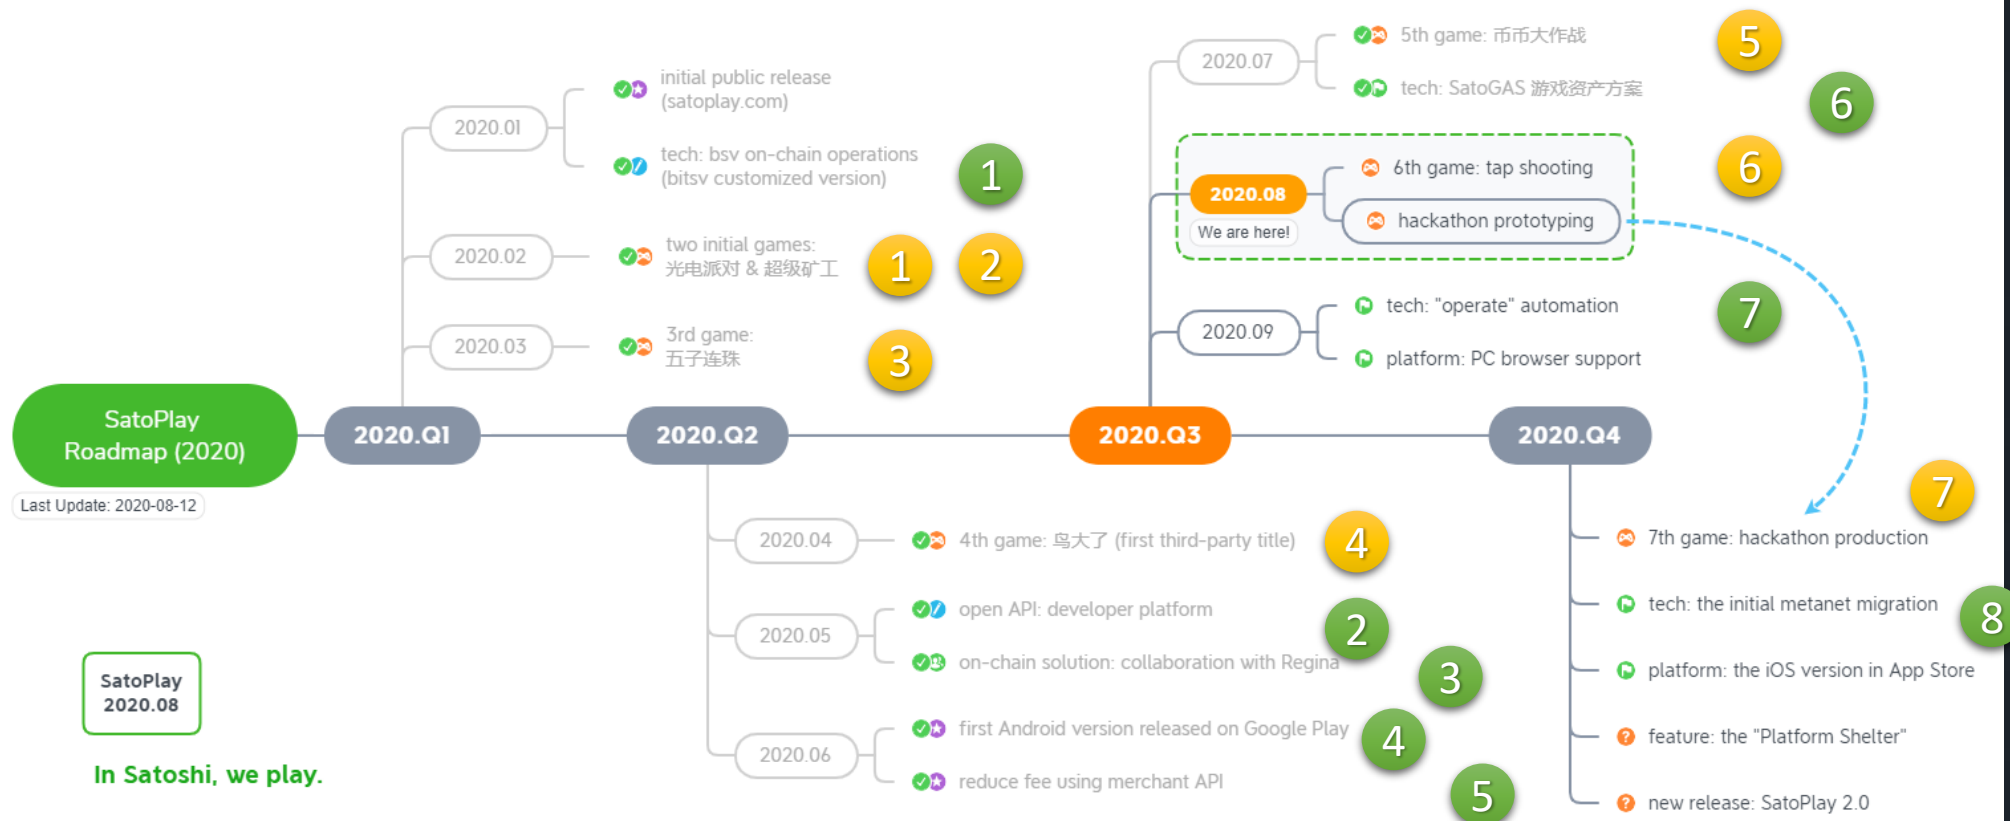 SatoPlay
Roadmap (2020)
Last Update: 2020-08-12
2020.Q1
2020.01
initial public release
(satoplay.com)
tech: bsv on-chain operations
(bitsv customized version)
1
2020.02
two initial games:
光电派对 & 超级矿工
1
2
2020.03
3rd game:
五子连珠
3
2020.Q2
2020.04
4th game: 鸟大了 (first third-party title)
4
2020.05
open API: developer platform
2
on-chain solution: collaboration with Regina
3
2020.06
first Android version released on Google Play
4
reduce fee using merchant API
5
2020.Q3
2020.07
5th game: 币币大作战
5
tech: SatoGAS 游戏资产方案
6
2020.08
We are here!
6th game: tap shooting
6
hackathon prototyping
2020.09
tech: "operate" automation
7
platform: PC browser support
2020.Q4
7th game: hackathon production
7
tech: the initial metanet migration
8
platform: the iOS version in App Store
feature: the "Platform Shelter"
new release: SatoPlay 2.0
SatoPlay
2020.08
In Satoshi, we play.